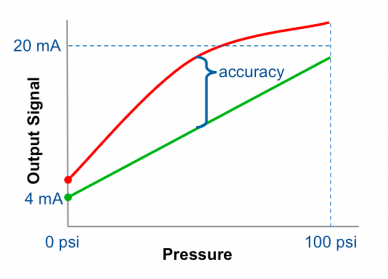 Output Signal
20 mA
accuracy
4 mA
0 psi
100 psi
Pressure